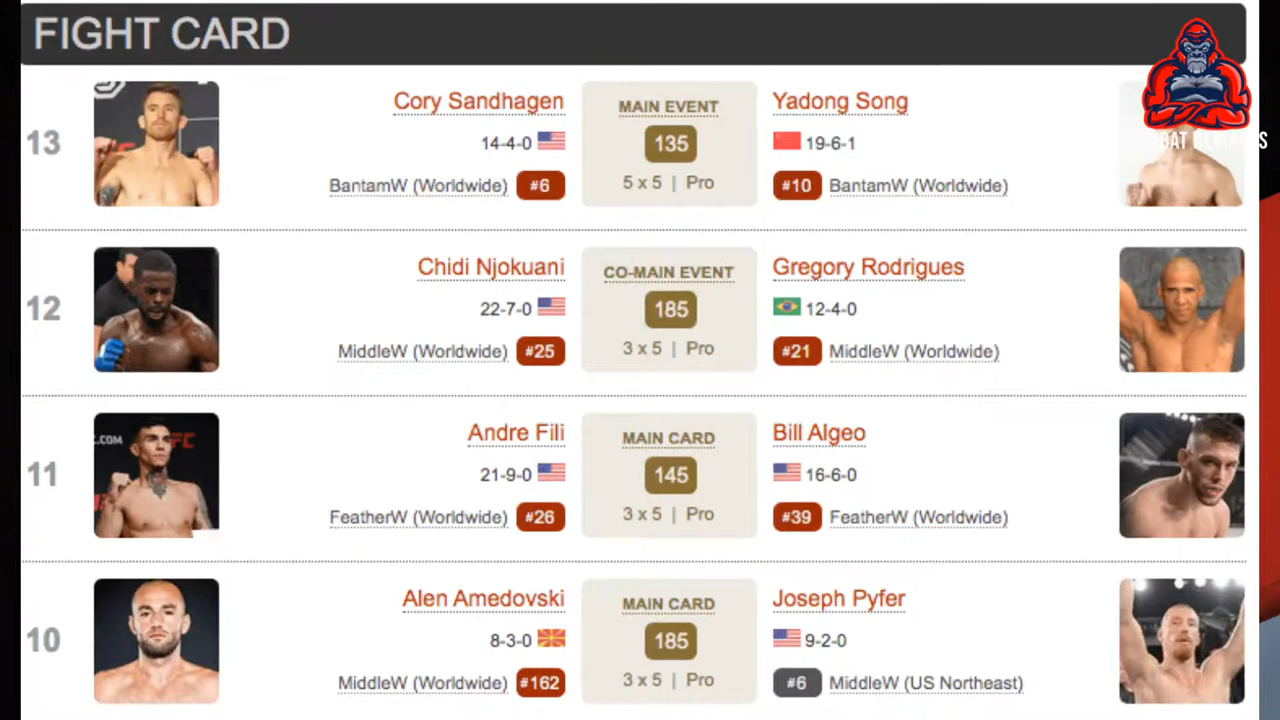 FIGHT CARD
13
Cory Sandhagen
14-4-0
BantamW (Worldwide) #6
MAIN EVENT
135
5 x 5 | Pro
Yadong Song
19-6-1
#10 BantamW (Worldwide)
12
Chidi Njokuani
22-7-0
MiddleW (Worldwide) #25
CO-MAIN EVENT
185
3 x 5 | Pro
Gregory Rodrigues
12-4-0
#21 MiddleW (Worldwide)
11
.COM FC
Andre Fili
21-9-0
FeatherW (Worldwide) #26
MAIN CARD
145
3 x 5 | Pro
Bill Algeo
16-6-0
#39 FeatherW (Worldwide)
10
Alen Amedovski
8-3-0
MiddleW (Worldwide) #162
MAIN CARD
185
3 x 5 | Pro
Joseph Pyfer
9-2-0
#6 MiddleW (US Northeast)